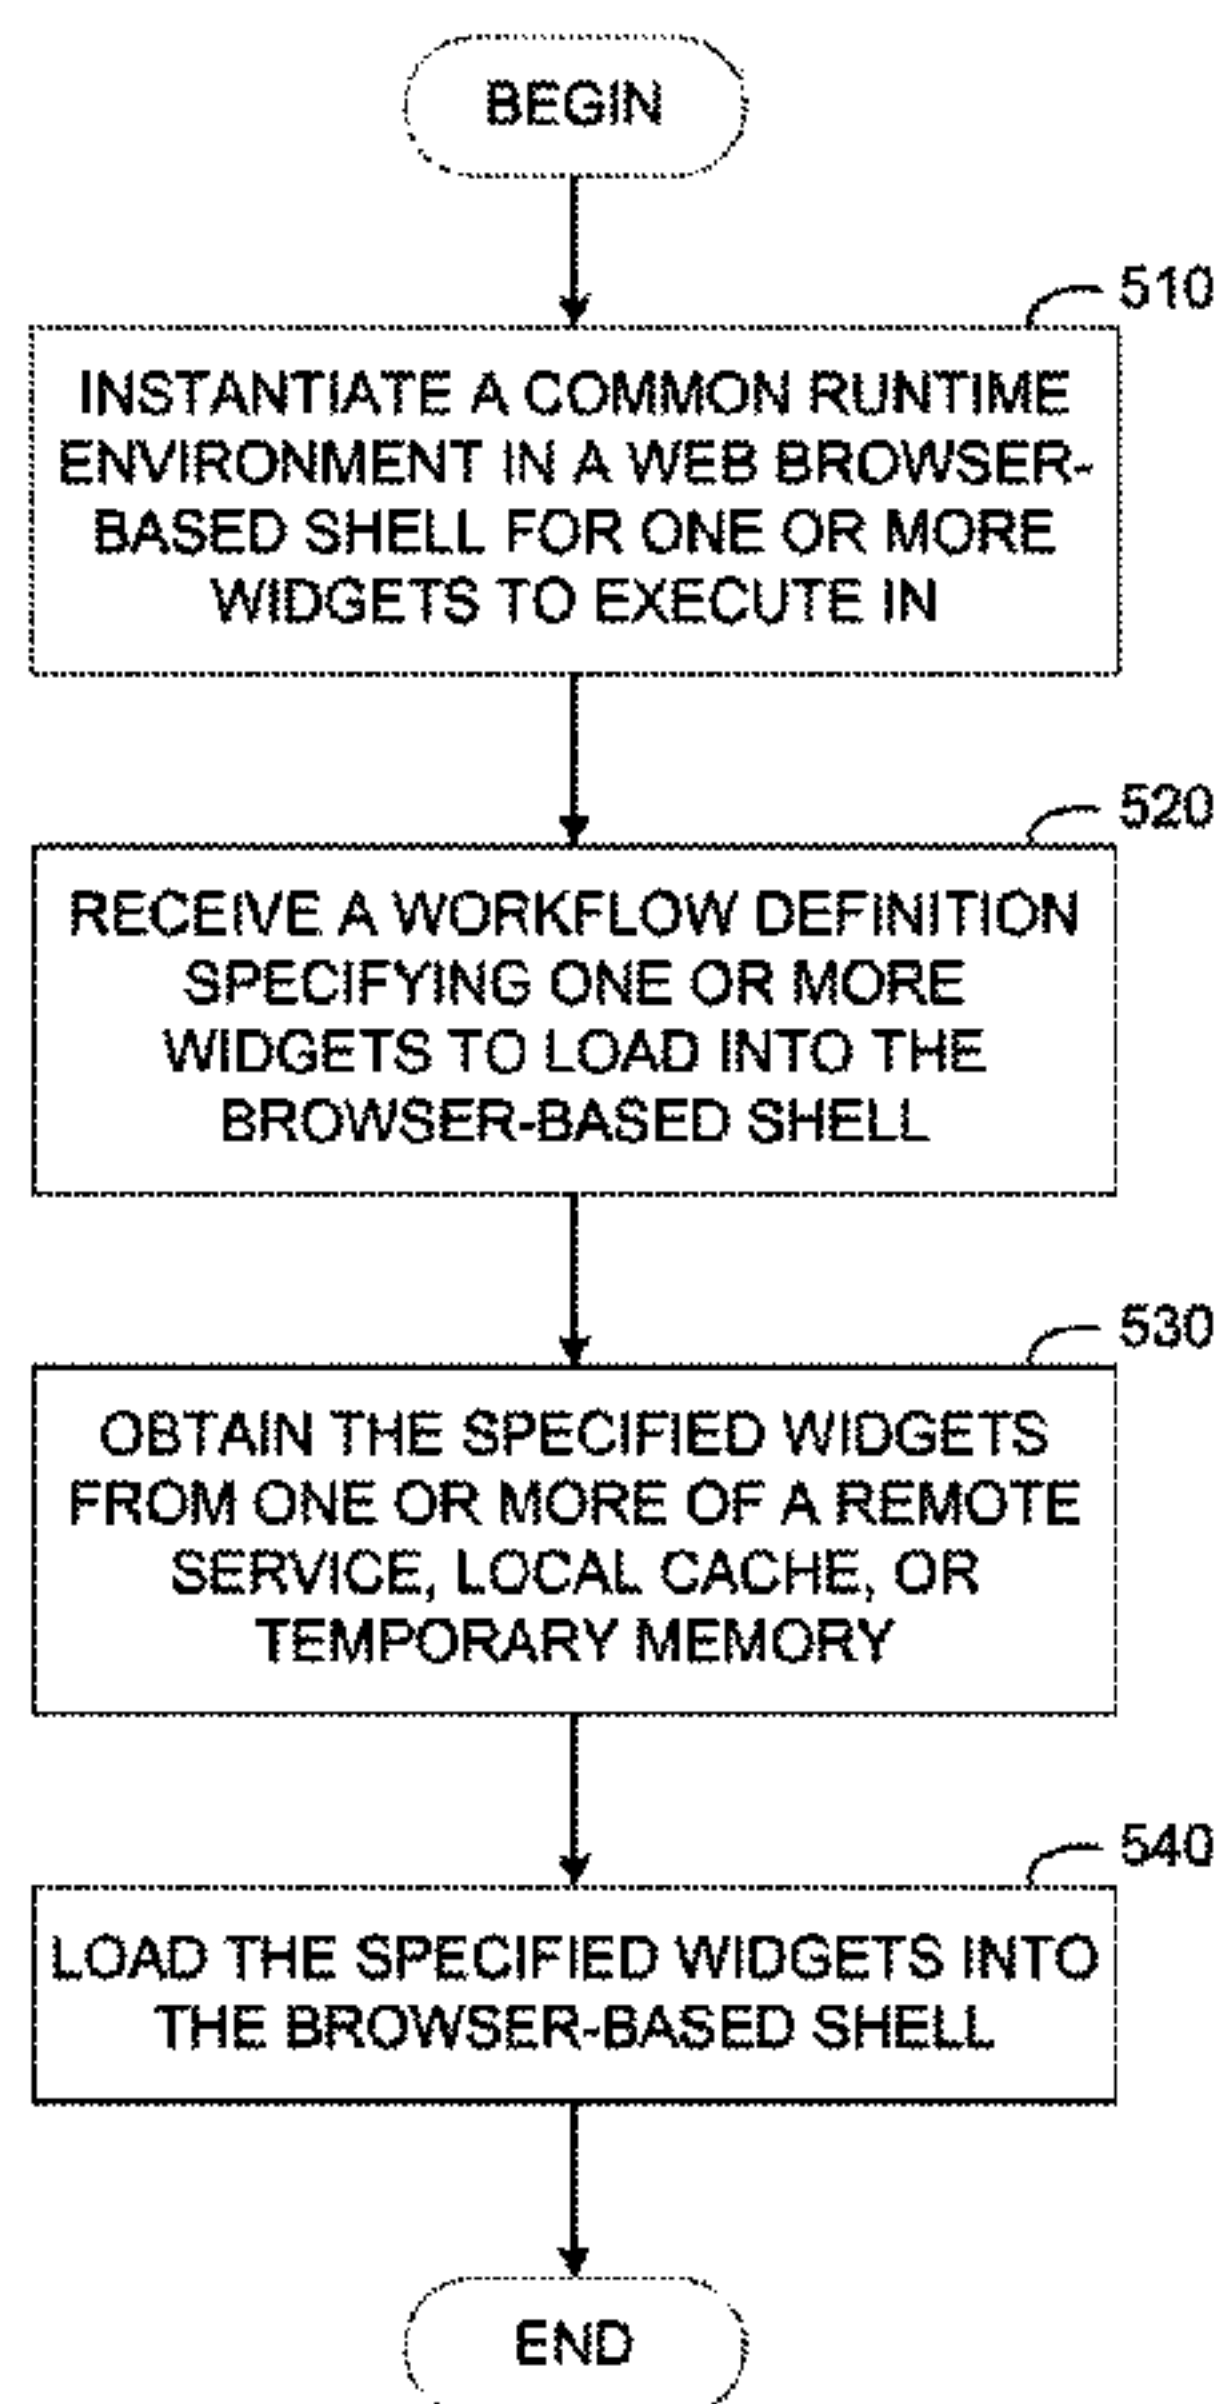 BEGIN
510
INSTANTIATE A COMMON RUNTIME
ENVIRONMENT IN A WEB BROWSER-
BASED SHELL FOR ONE OR MORE
WIDGETS TO EXECUTE IN
520
RECEIVE A WORKFLOW DEFINITION
SPECIFYING ONE OR MORE
WIDGETS TO LOAD INTO THE
BROWSER-BASED SHELL
530
OBTAIN THE SPECIFIED WIDGETS
FROM ONE OR MORE OF A REMOTE
SERVICE, LOCAL CACHE, OR
TEMPORARY MEMORY
540
LOAD THE SPECIFIED WIDGETS INTO
THE BROWSER-BASED SHELL
END